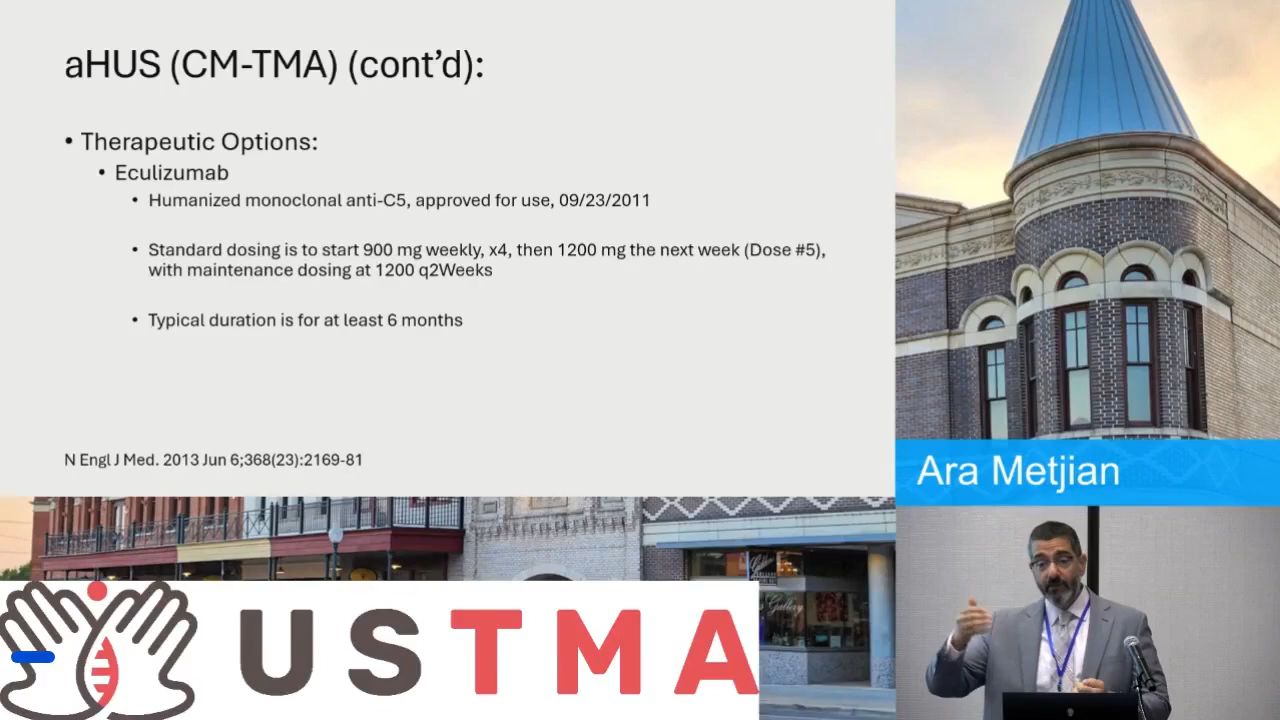 aHUS (CM-TMA) (cont’d):
• Therapeutic Options:
• Eculizumab
• Humanized monoclonal anti-C5, approved for use, 09/23/2011
• Standard dosing is to start 900 mg weekly, x4, then 1200 mg the next week (Dose #5),
with maintenance dosing at 1200 q2Weeks
• Typical duration is for at least 6 months
N Engl J Med. 2013 Jun 6;368(23):2169-81
Ara Metjian
Gallery
USTMA